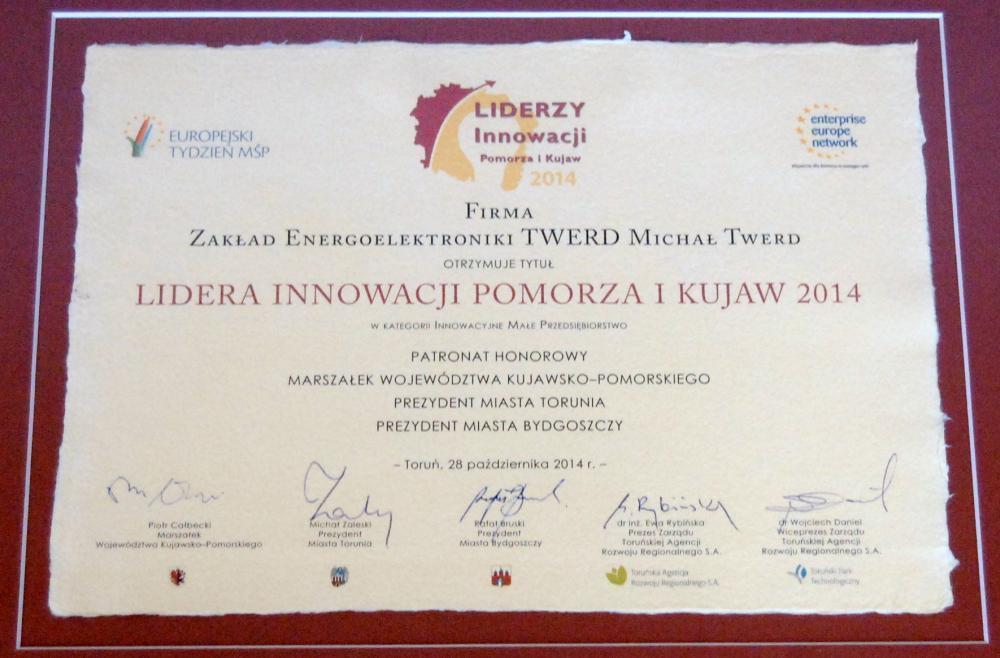 EUROPEJSKI
TYDZIEŃ MŚP
LIDERZY
Innowacji
Pomorza i Kujaw
2014
enterprise
europe
network
FIRMA
ZAKŁAD ENERGOELEKTRONIKI TWERD MICHAŁ TWERD
OTRZYMUJE TYTUŁ
LIDERA INNOWACJI POMORZA I KUJAW 2014
W KATEGORII INNOWACYJNE MAŁE PRZEDSIĘBIORSTWO
PATRONAT HONOROWY
MARSZAŁEK WOJEWÓDZTWA KUJAWSKO–POMORSKIEGO
PREZYDENT MIASTA TORUNIA
PREZYDENT MIASTA BYDGOSZCZY
– Toruń, 28 października 2014 r. –
Piotr Całbecki
Marszałek
Województwa Kujawsko–Pomorskiego
Michał Zaleski
Prezydent
Miasta Torunia
Rafał Bruski
Prezydent
Miasta Bydgoszczy
dr inż. Ewa Rybińska
Prezes Zarządu
Toruńskiej Agencji
Rozwoju Regionalnego S.A.
dr Wojciech Daniel
Wiceprezes Zarządu
Toruńskiej Agencji
Rozwoju Regionalnego S.A.
Toruńska Agencja
Rozwoju Regionalnego S.A.
Toruński Park
Technologiczny